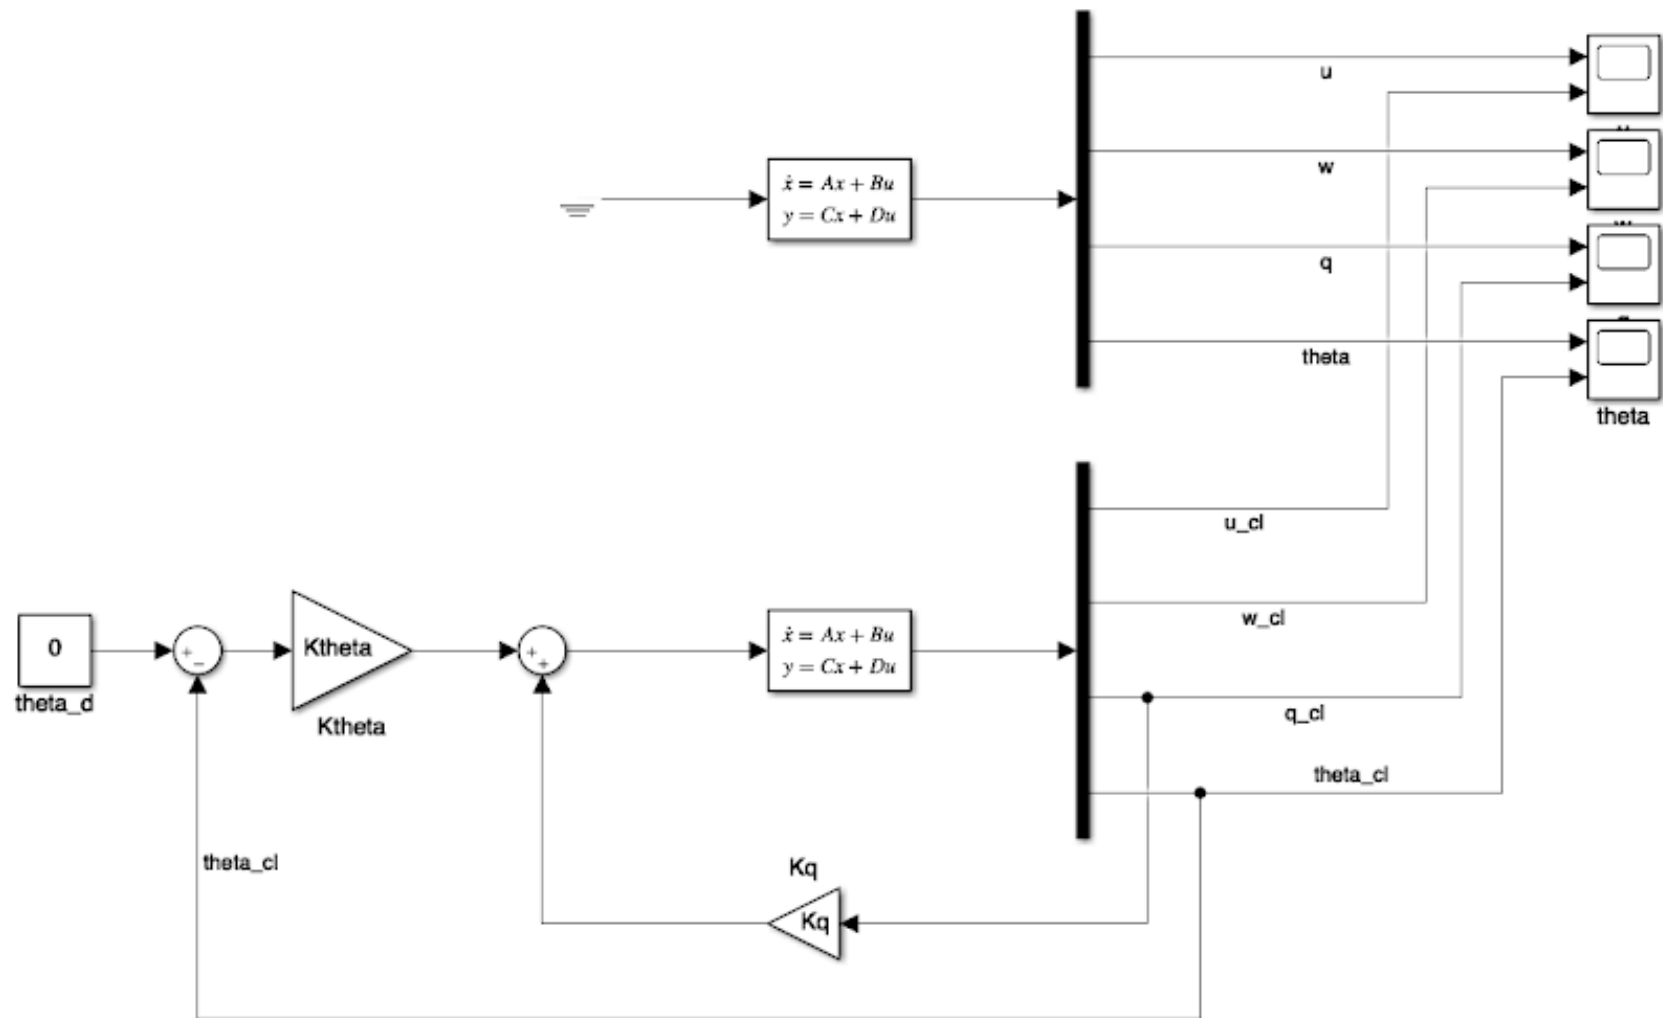 u
w
ẋ = Ax + Bu
y = Cx + Du
q
theta
theta
u_cl
0
+
−
Ktheta
+
+
ẋ = Ax + Bu
y = Cx + Du
w_cl
theta_d
Ktheta
q_cl
theta_cl
theta_cl
Kq
Kq